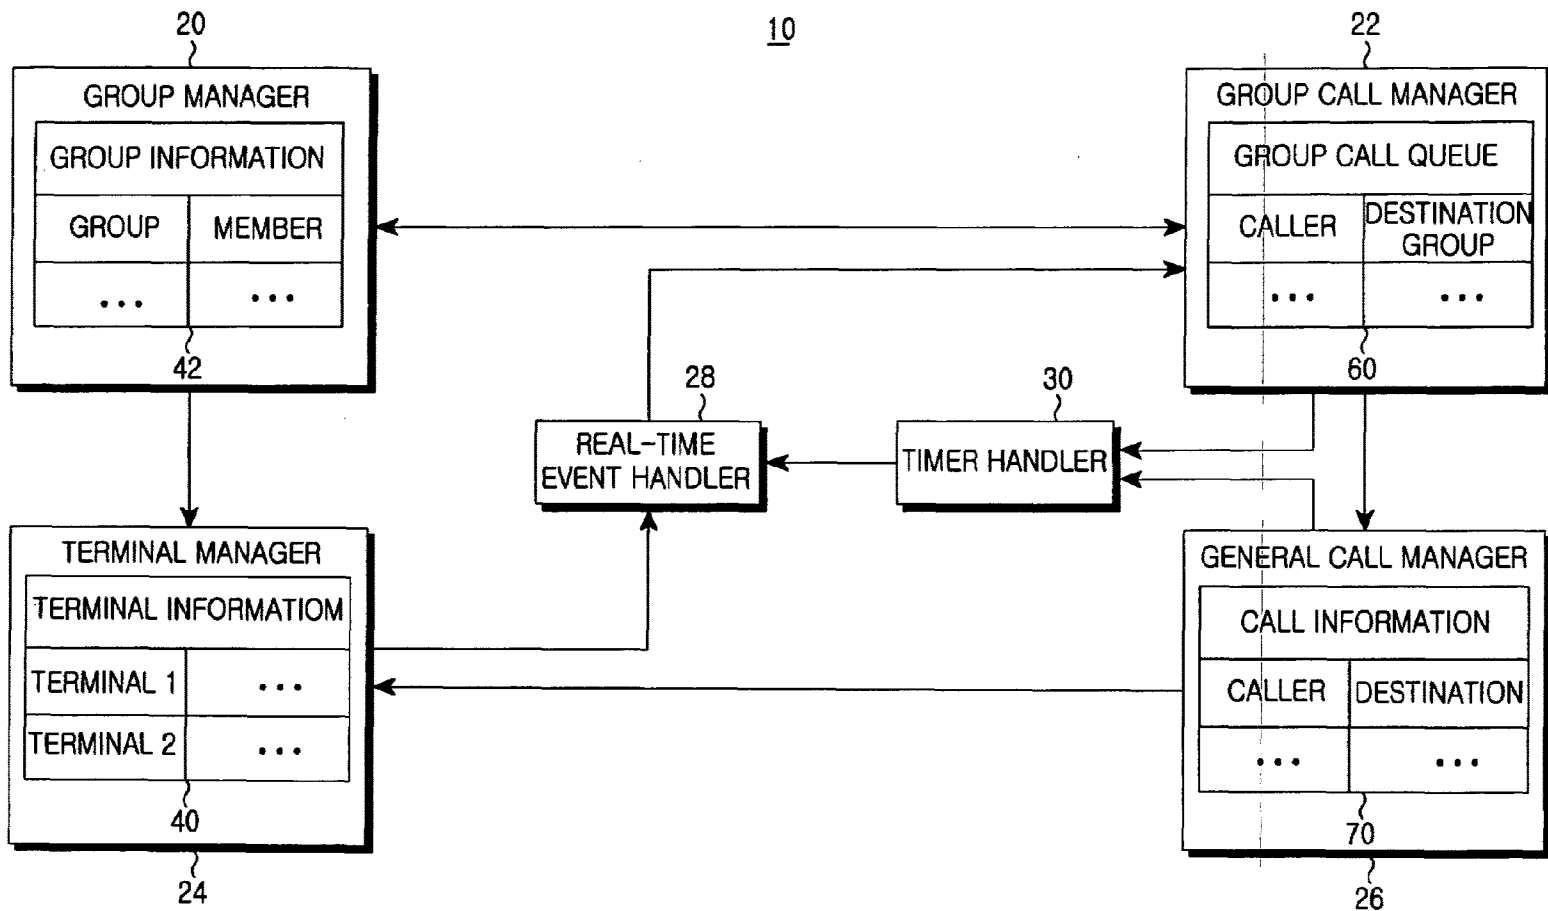 10
20
GROUP MANAGER
GROUP INFORMATION
GROUP MEMBER
... ...
42
22
GROUP CALL MANAGER
GROUP CALL QUEUE
CALLER DESTINATION
GROUP
... ...
60
28
REAL-TIME
EVENT HANDLER
30
TIMER HANDLER
TERMINAL MANAGER
TERMINAL INFORMATIOM
TERMINAL 1 ...
TERMINAL 2 ...
40
24
GENERAL CALL MANAGER
CALL INFORMATION
CALLER DESTINATION
... ...
70
26